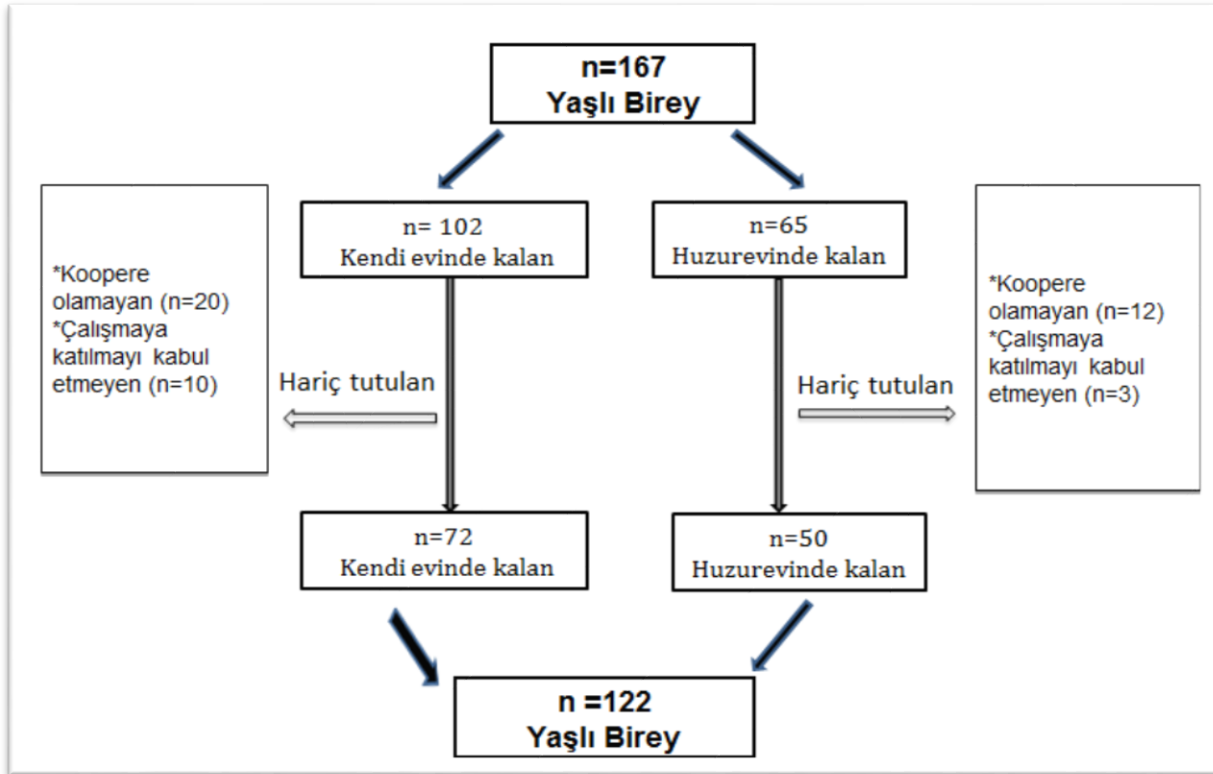 n=167
Yaşlı Birey
n= 102
Kendi evinde kalan
n=65
Huzurevinde kalan
*Koopere
olamayan (n=20)
*Çalışmaya
katılmayı kabul
etmeyen (n=10)
Hariç tutulan
Hariç tutulan
*Koopere
olamayan (n=12)
*Çalışmaya
katılmayı kabul
etmeyen (n=3)
n=72
Kendi evinde kalan
n=50
Huzurevinde kalan
n =122
Yaşlı Birey